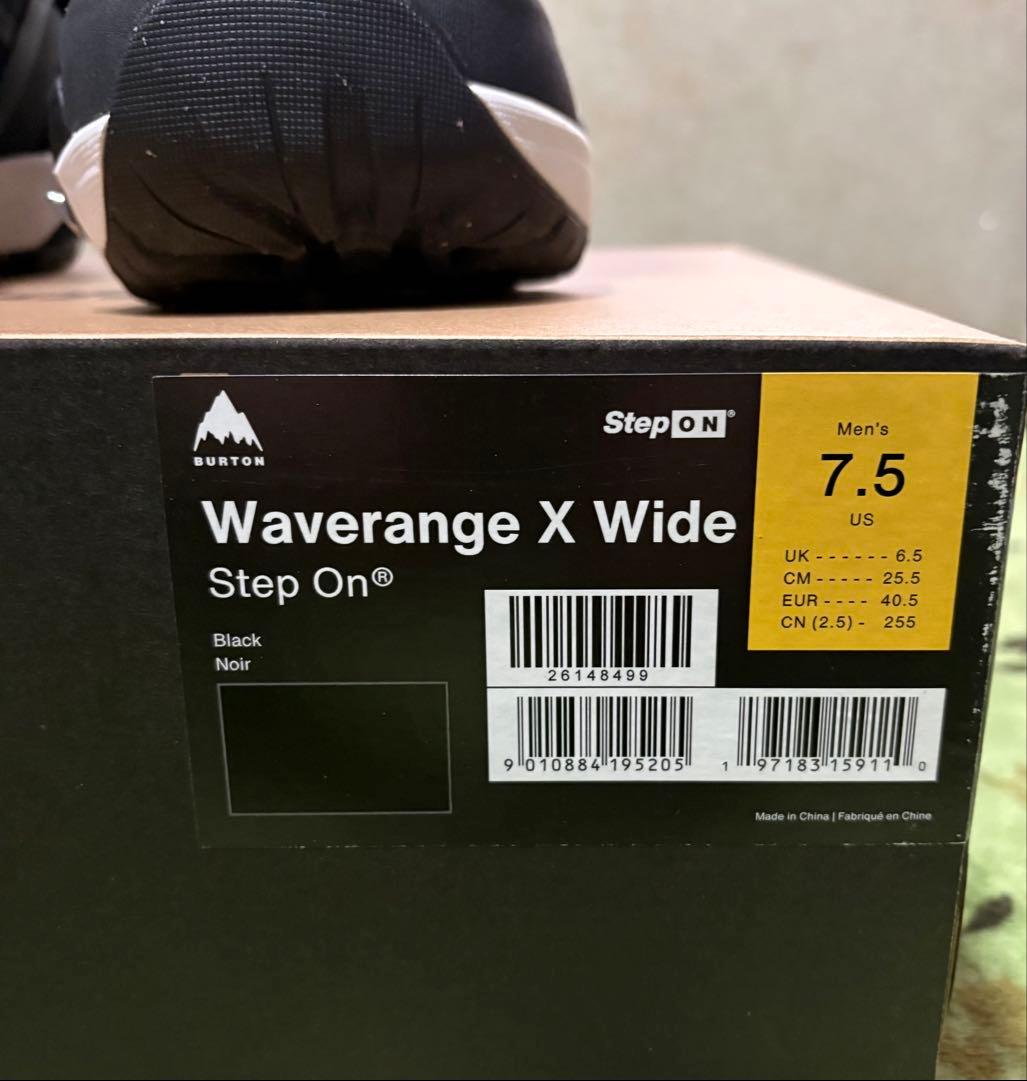 BURTON
Step ON®
Waverange X Wide
Step On®
Black
Noir
Men's
7.5
US
UK - - - - - - 6.5
CM - - - - - 25.5
EUR - - - - 40.5
CN (2.5) - 255
26148499
9 010884 195205
1 97183 15911 0
Made in China | Fabriqué en Chine